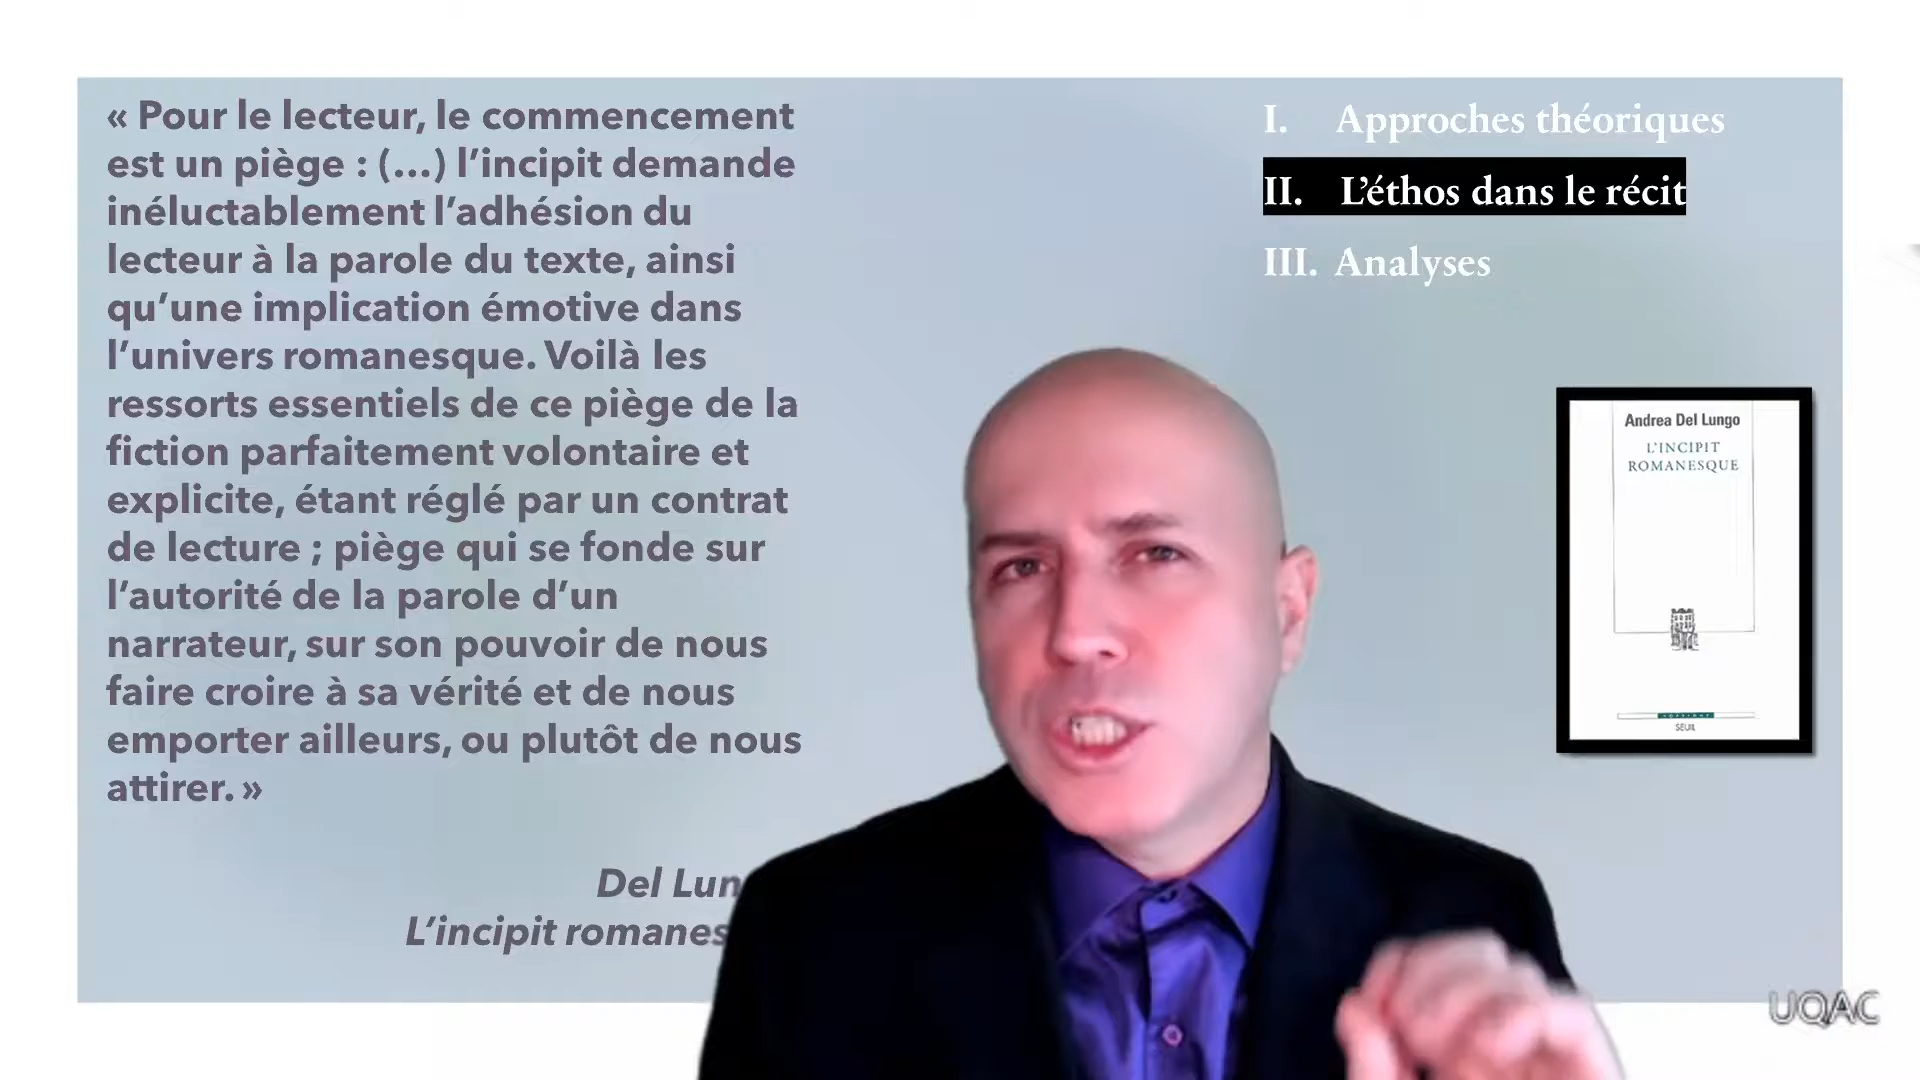 « Pour le lecteur, le commencement
est un piège : (…) l’incipit demande
inéluctablement l’adhésion du
lecteur à la parole du texte, ainsi
qu’une implication émotive dans
l’univers romanesque. Voilà les
ressorts essentiels de ce piège de la
fiction parfaitement volontaire et
explicite, étant réglé par un contrat
de lecture ; piège qui se fonde sur
l’autorité de la parole d’un
narrateur, sur son pouvoir de nous
faire croire à sa vérité et de nous
emporter ailleurs, ou plutôt de nous
attirer. »
Del Lun
L’incipit romanes
I. Approches théoriques
II. L’éthos dans le récit
III. Analyses
Andrea Del Lungo
L’INCIPIT
ROMANESQUE
SEUIL
UQAC